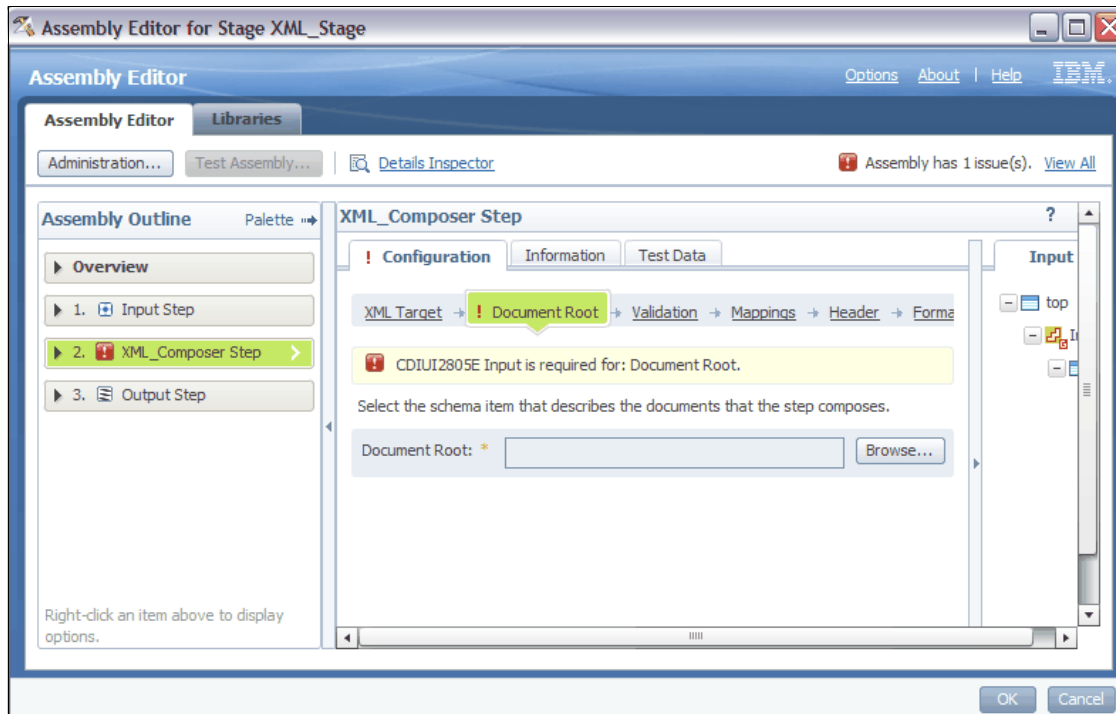 Assembly Editor for Stage XML_Stage
Assembly Editor
Options About | Help IBM.
Assembly Editor Libraries
Administration... Test Assembly... Details Inspector Assembly has 1 issue(s). View All
Assembly Outline Palette
XML_Composer Step ?
Overview
1. Input Step
2. XML_Composer Step
3. Output Step
Right-click an item above to display
options.
! Configuration Information Test Data
XML Target ! Document Root Validation Mappings Header Forma
CDIUI2805E Input is required for: Document Root.
Select the schema item that describes the documents that the step composes.
Document Root: * Browse...
Input
top
OK Cancel